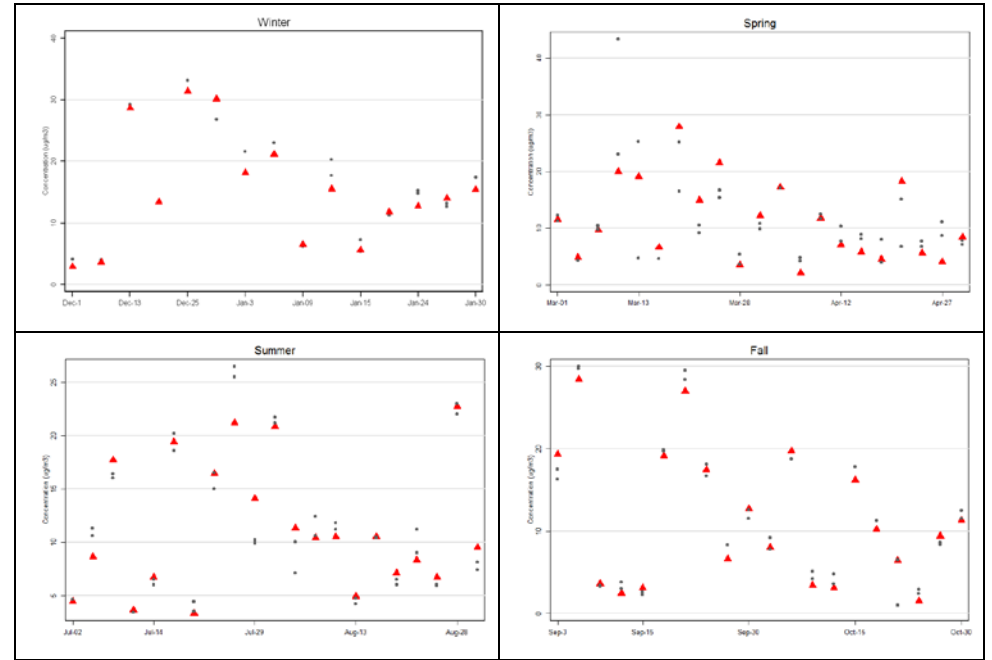 Winter
Concentration (ug/m3)
40
30
20
10
0
Dec-1 Dec-13 Dec-25 Jan-3 Jan-09 Jan-15 Jan-24 Jan-30
Spring
Concentration (ug/m3)
40
30
20
10
0
Mar-01 Mar-13 Mar-28 Apr-12 Apr-27
Summer
Concentration (ug/m3)
25
20
15
10
5
Jul-02 Jul-14 Jul-29 Aug-13 Aug-28
Fall
Concentration (ug/m3)
30
20
10
0
Sep-3 Sep-15 Sep-30 Oct-15 Oct-30